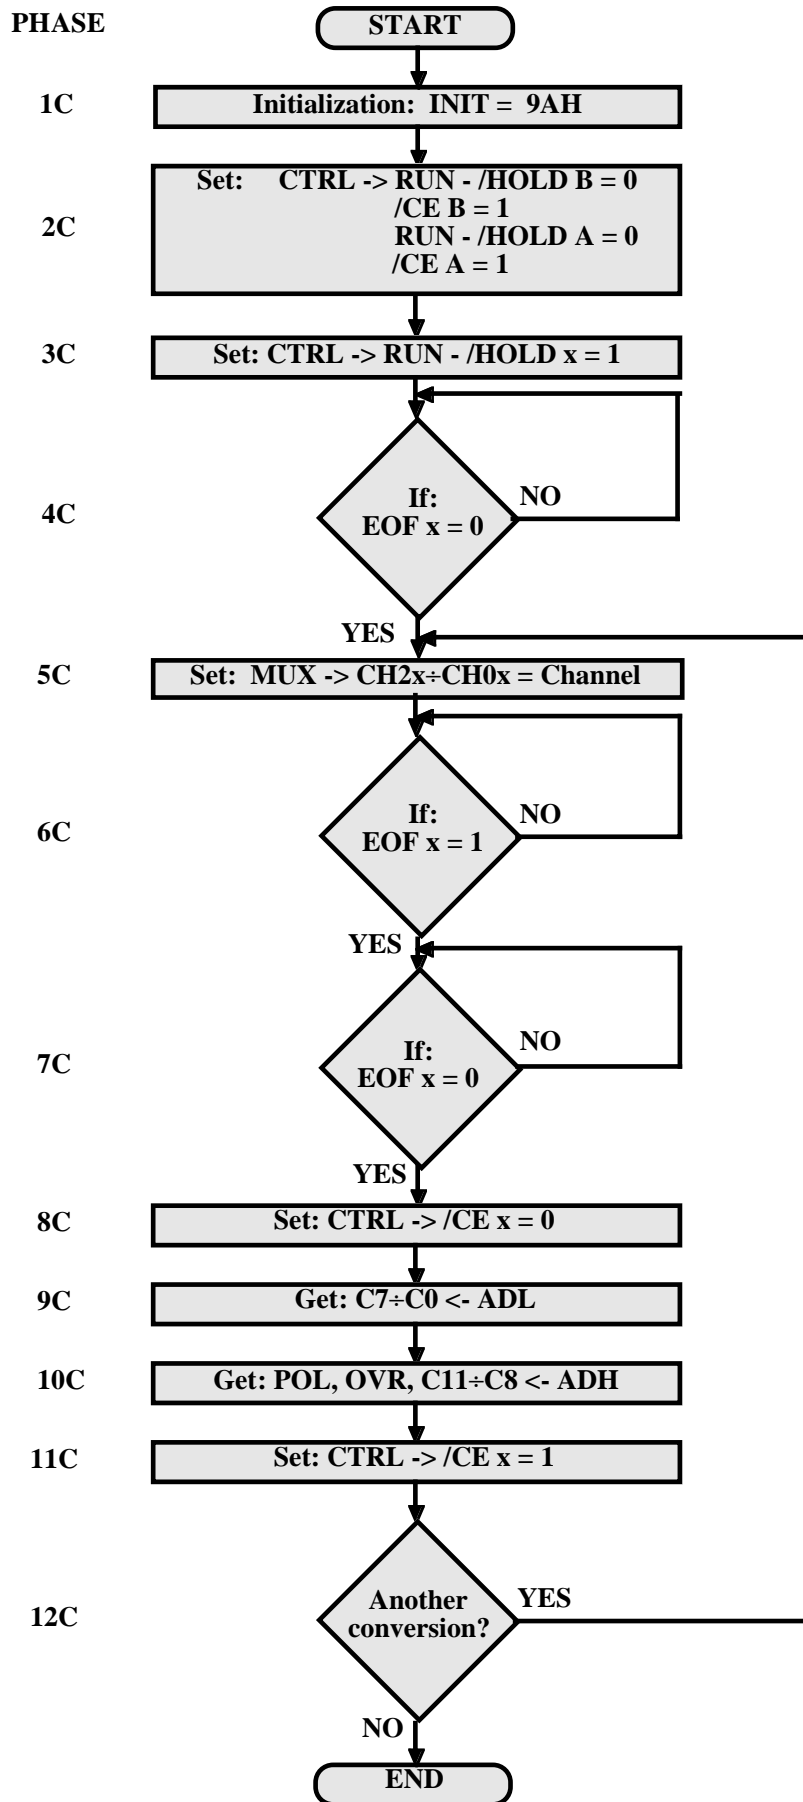 PHASE
START
1C
Initialization: INIT = 9AH
2C
Set: CTRL -> RUN - /HOLD B = 0
/CE B = 1
RUN - /HOLD A = 0
/CE A = 1
3C
Set: CTRL -> RUN - /HOLD x = 1
4C
If:
EOF x = 0
NO
YES
5C
Set: MUX -> CH2x÷CH0x = Channel
6C
If:
EOF x = 1
NO
YES
7C
If:
EOF x = 0
NO
YES
8C
Set: CTRL -> /CE x = 0
9C
Get: C7÷C0 <- ADL
10C
Get: POL, OVR, C11÷C8 <- ADH
11C
Set: CTRL -> /CE x = 1
12C
Another
conversion?
YES
NO
END